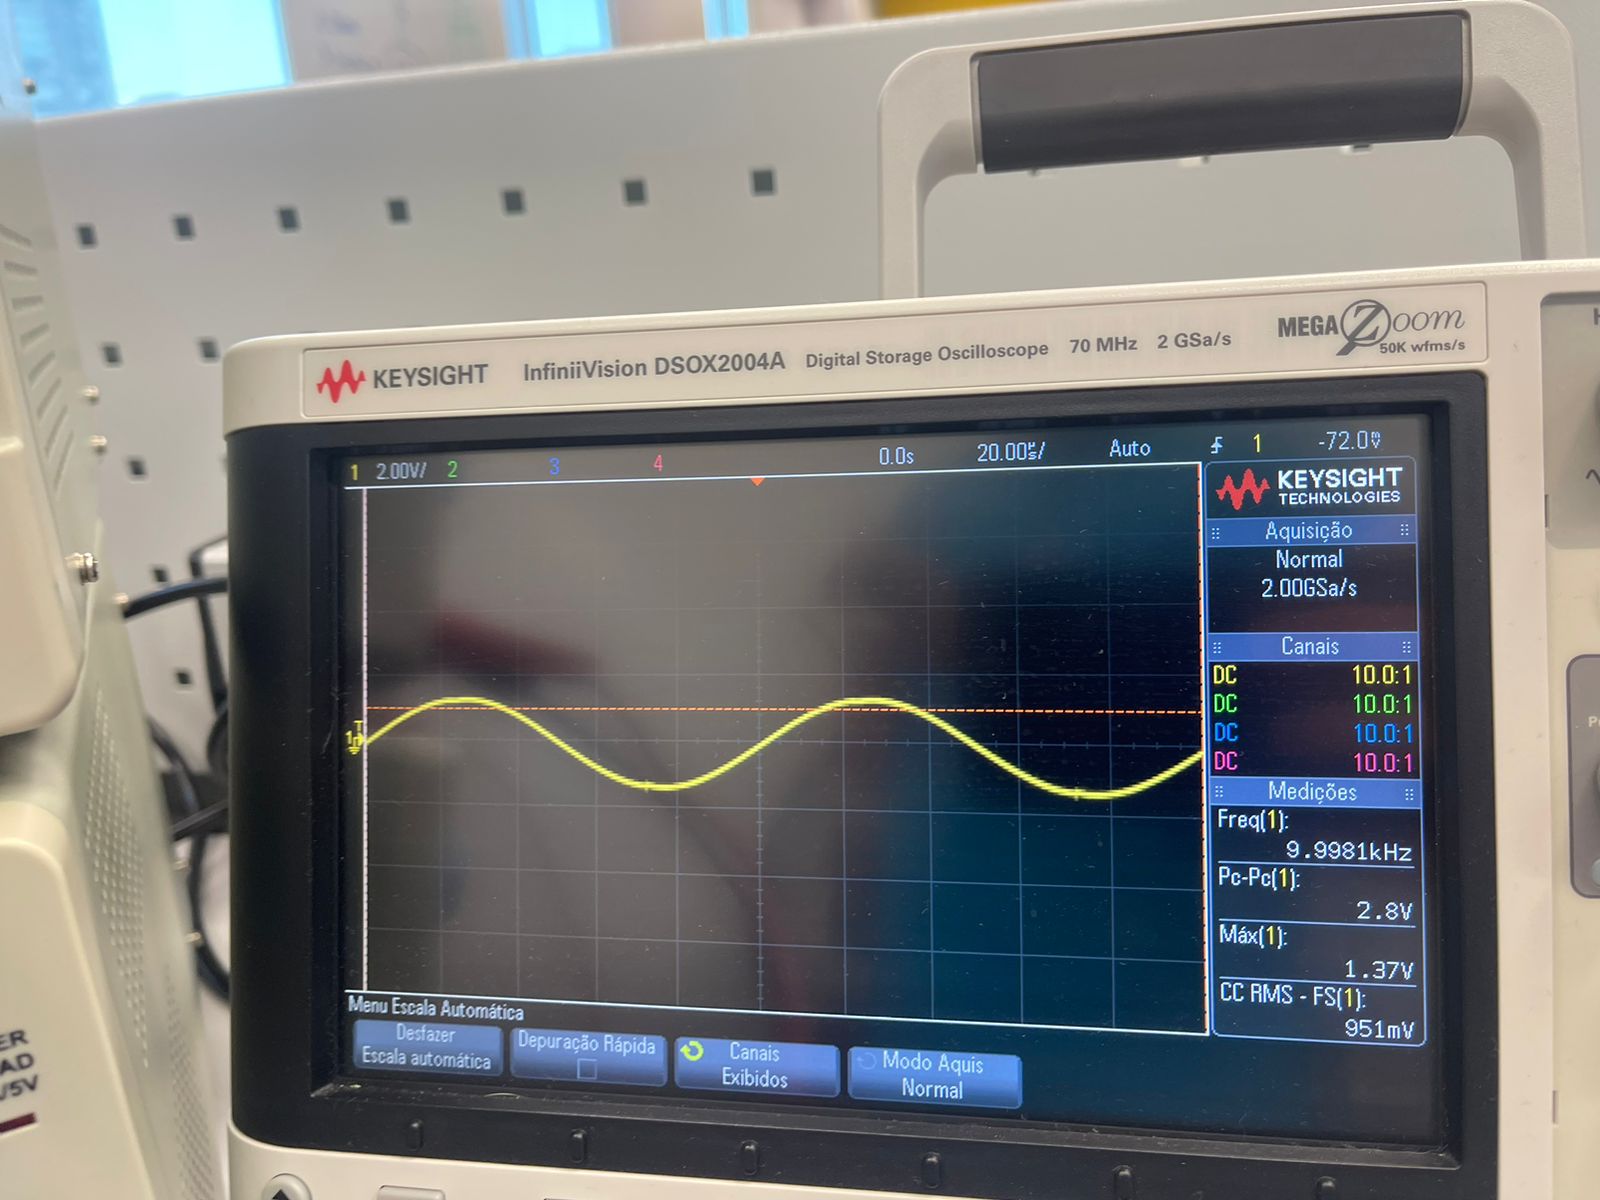 KEYSIGHT InfiniiVision DSOX2004A Digital Storage Oscilloscope 70 MHz 2 GSa/s MEGA Zoom
50K wfms/s
1 2.00V/ 2 3 4 0.0s 20.00µs/ Auto 1 -72.0mV
KEYSIGHT
TECHNOLOGIES
Aquisição
Normal
2.00GSa/s
Canais
DC 10.0:1
DC 10.0:1
DC 10.0:1
DC 10.0:1
Medições
Freq(1):
9.9981kHz
Pc-Pc(1):
2.8V
Máx(1):
1.37V
CC RMS - FS(1):
951mV
T
1
Menu Escala Automática
Desfazer
Escala automática
Depuração Rápida
Canais
Exibidos
Modo Aquis
Normal
/5V